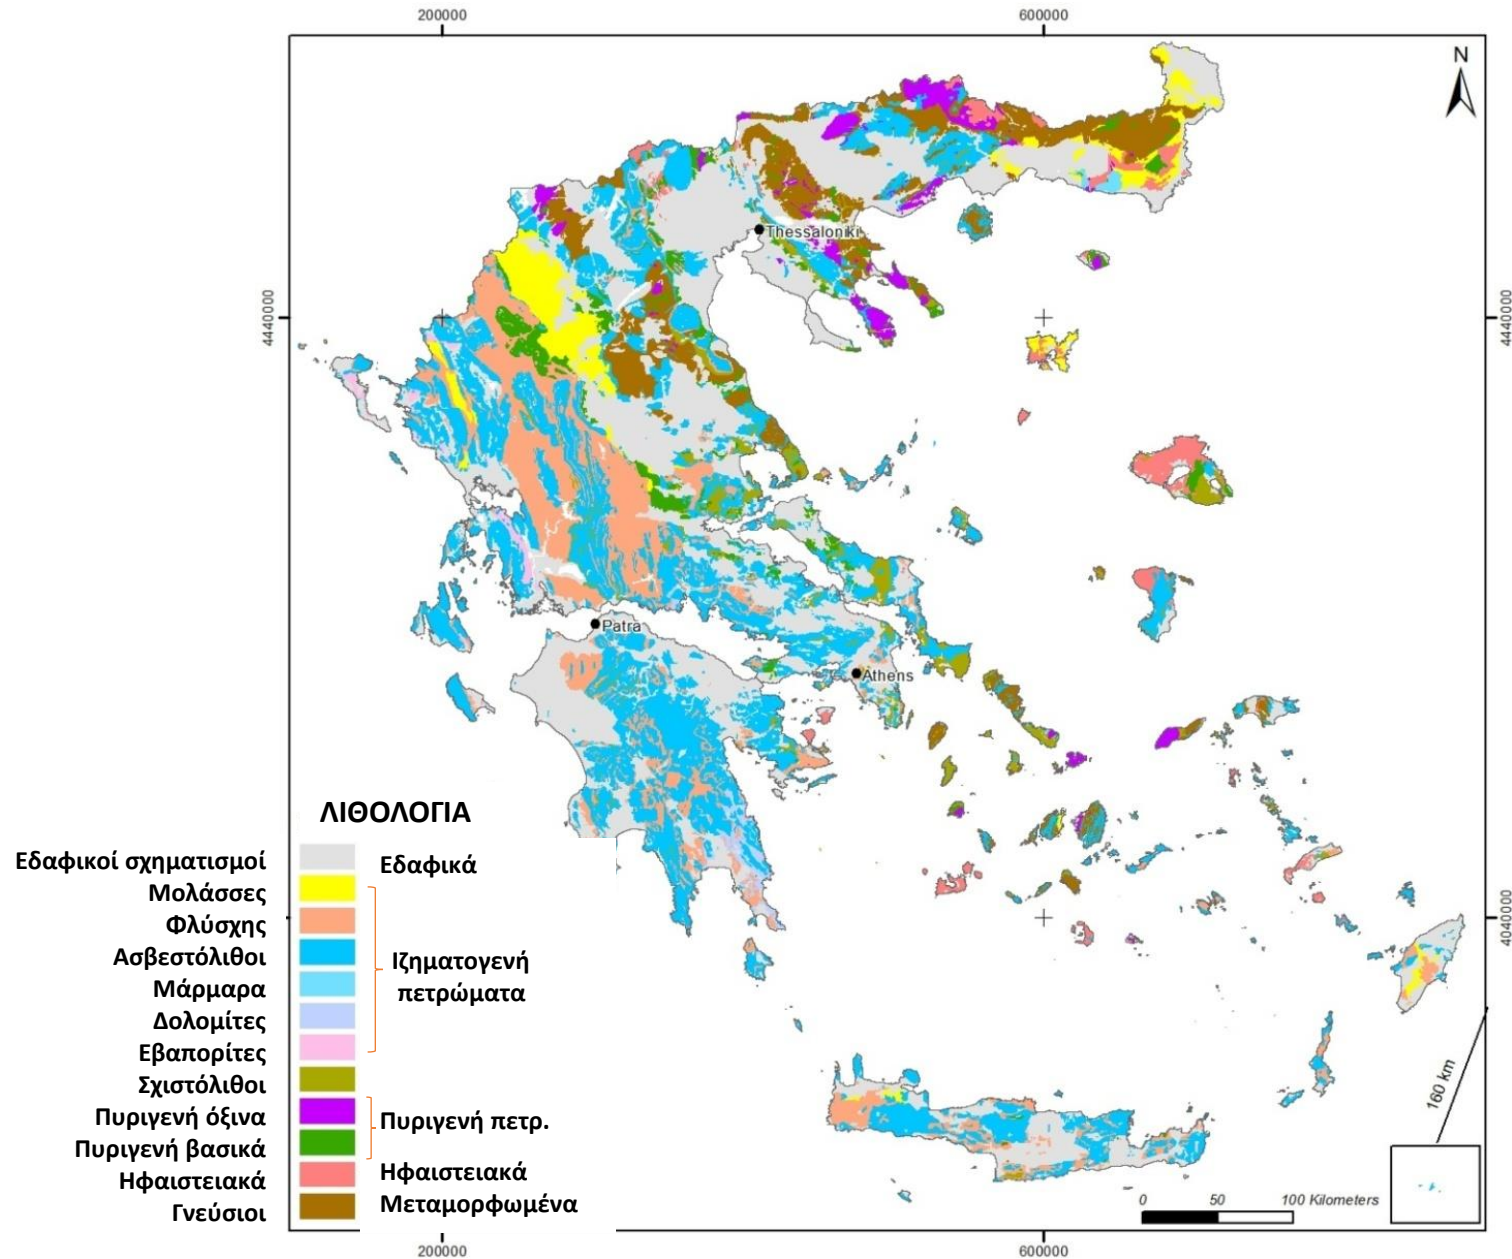 200000
600000
N
4440000
4440000
Thessaloniki
Patra
Athens
ΛΙΘΟΛΟΓΙΑ
Εδαφικοί σχηματισμοί
Εδαφικά
Μολάσσες
Φλύσχης
Ασβεστόλιθοι
Ιζηματογενή
πετρώματα
Μάρμαρα
Δολομίτες
Εβαπορίτες
Σχιστόλιθοι
Πυριγενή όξινα
Πυριγενή πετρ.
Πυριγενή βασικά
Ηφαιστειακά
Ηφαιστειακά
Γνεύσιοι
Μεταμορφωμένα
4040000
160 km
0 50 100 Kilometers
200000
600000